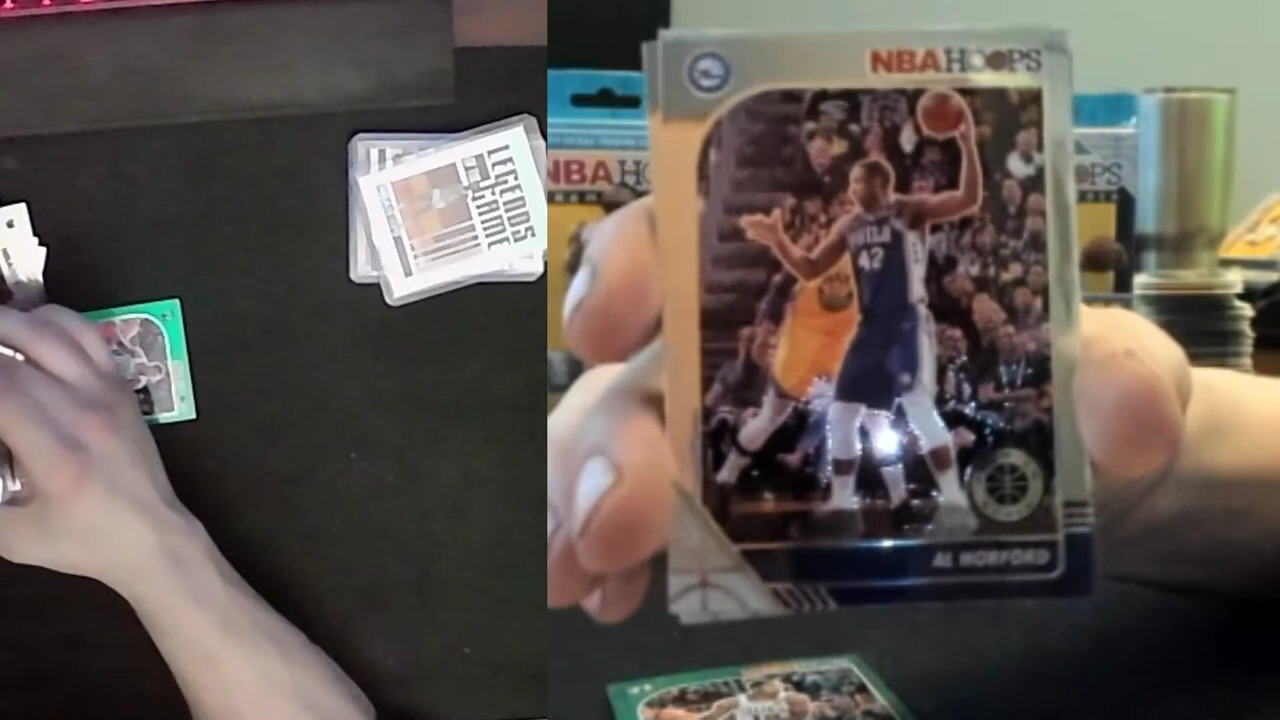 LEGENDS
GAME
NBA HOOPS
NBA HO
OPS
PHILA
42
AL HORFORD